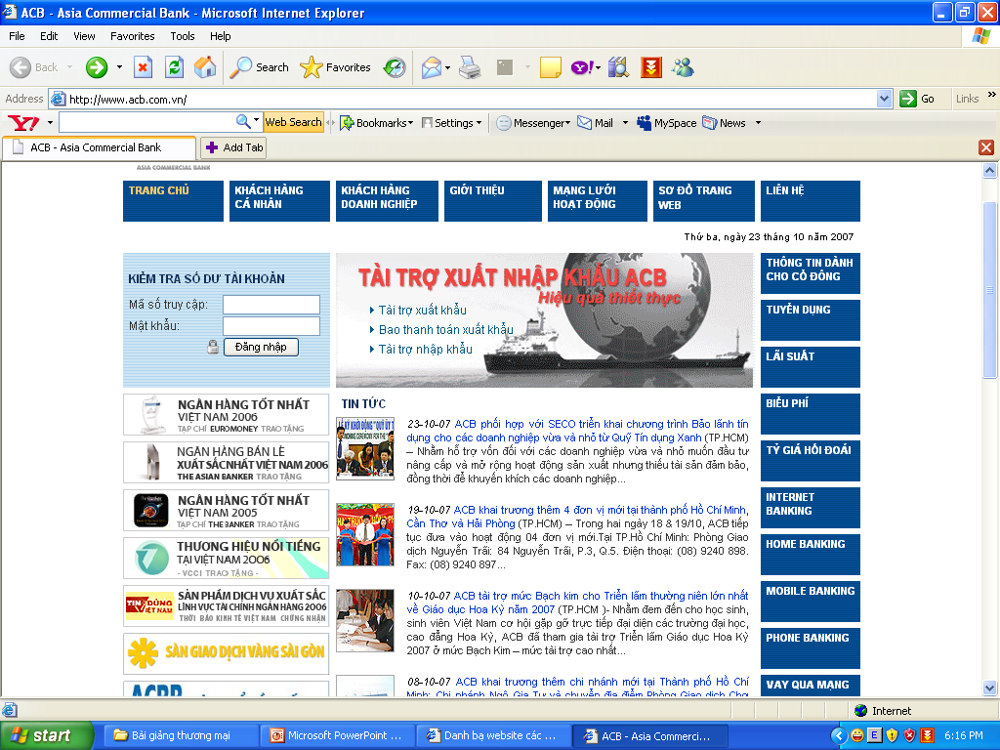 ACB - Asia Commercial Bank - Microsoft Internet Explorer
File Edit View Favorites Tools Help
Back Search Favorites
Address http://www.acb.com.vn/ Go Links »
Y! Web Search Bookmarks Settings Messenger Mail MySpace News
ACB - Asia Commercial Bank Add Tab
ASIA COMMERCIAL BANK
TRANG CHỦ
KHÁCH HÀNG
CÁ NHÂN
KHÁCH HÀNG
DOANH NGHIỆP
GIỚI THIỆU
MẠNG LƯỚI
HOẠT ĐỘNG
SƠ ĐỒ TRANG
WEB
LIÊN HỆ
Thứ ba, ngày 23 tháng 10 năm 2007
KIỂM TRA SỐ DƯ TÀI KHOẢN
Mã số truy cập:
Mật khẩu:
Đăng nhập
TÀI TRỢ XUẤT NHẬP KHẨU ACB
Hiệu quả thiết thực
Tài trợ xuất khẩu
Bao thanh toán xuất khẩu
Tài trợ nhập khẩu
THÔNG TIN DÀNH
CHO CỔ ĐÔNG
TUYỂN DỤNG
LÃI SUẤT
BIỂU PHÍ
TỶ GIÁ HỐI ĐOÁI
INTERNET
BANKING
HOME BANKING
MOBILE BANKING
PHONE BANKING
VAY QUA MẠNG
NGÂN HÀNG TỐT NHẤT
VIỆT NAM 2006
TẠP CHÍ EUROMONEY TRAO TẶNG
NGÂN HÀNG BÁN LẺ
XUẤT SẮC NHẤT VIỆT NAM 2006
THE ASIAN BANKER TRAO TẶNG
NGÂN HÀNG TỐT NHẤT
VIỆT NAM 2005
TẠP CHÍ THE BANKER TRAO TẶNG
THƯƠNG HIỆU NỔI TIẾNG
TẠI VIỆT NAM 2006
- VCCI TRAO TẶNG -
TIN & DÙNG
VIỆT NAM
SẢN PHẨM DỊCH VỤ XUẤT SẮC
LĨNH VỰC TÀI CHÍNH NGÂN HÀNG 2006
THỜI BÁO KINH TẾ VIỆT NAM CHỨNG NHẬN
SÀN GIAO DỊCH VÀNG SÀI GÒN
TIN TỨC
23-10-07 ACB phối hợp với SECO triển khai chương trình Bảo lãnh tín
dụng cho các doanh nghiệp vừa và nhỏ từ Quỹ Tín dụng Xanh (TP.HCM)
– Nhằm hỗ trợ vốn đối với các doanh nghiệp vừa và nhỏ muốn đầu tư
nâng cấp và mở rộng hoạt động sản xuất nhưng thiếu tài sản đảm bảo,
đồng thời để khuyến khích các doanh nghiệp...
19-10-07 ACB khai trương thêm 4 đơn vị mới tại thành phố Hồ Chí Minh,
Cần Thơ và Hải Phòng (TP.HCM) – Trong hai ngày 18 & 19/10, ACB tiếp
tục đưa vào hoạt động 04 đơn vị mới.Tại TP.Hồ Chí Minh: Phòng Giao
dịch Nguyễn Trãi: 84 Nguyễn Trãi, P.3, Q.5. Điện thoại: (08) 9240 898.
Fax: (08) 9240 897...
10-10-07 ACB tài trợ mức Bạch kim cho Triển lãm thường niên lớn nhất
về Giáo dục Hoa Kỳ năm 2007 (TP.HCM )- Nhằm đem đến cho học sinh,
sinh viên Việt Nam cơ hội gặp gỡ trực tiếp đại diện các trường đại học,
cao đẳng Hoa Kỳ, ACB đã tham gia tài trợ Triển lãm Giáo dục Hoa Kỳ
2007 ở mức Bạch Kim – mức tài trợ cao nhất...
08-10-07 ACB khai trương thêm chi nhánh mới tại Thành phố Hồ Chí
Minh: Chi nhánh Ngô Gia Tự và chuyển địa điểm Phòng Giao dịch Chợ
Internet
start Bài giảng thương mại Microsoft PowerPoint ... Danh bạ website các ... ACB - Asia Commerci... 6:16 PM